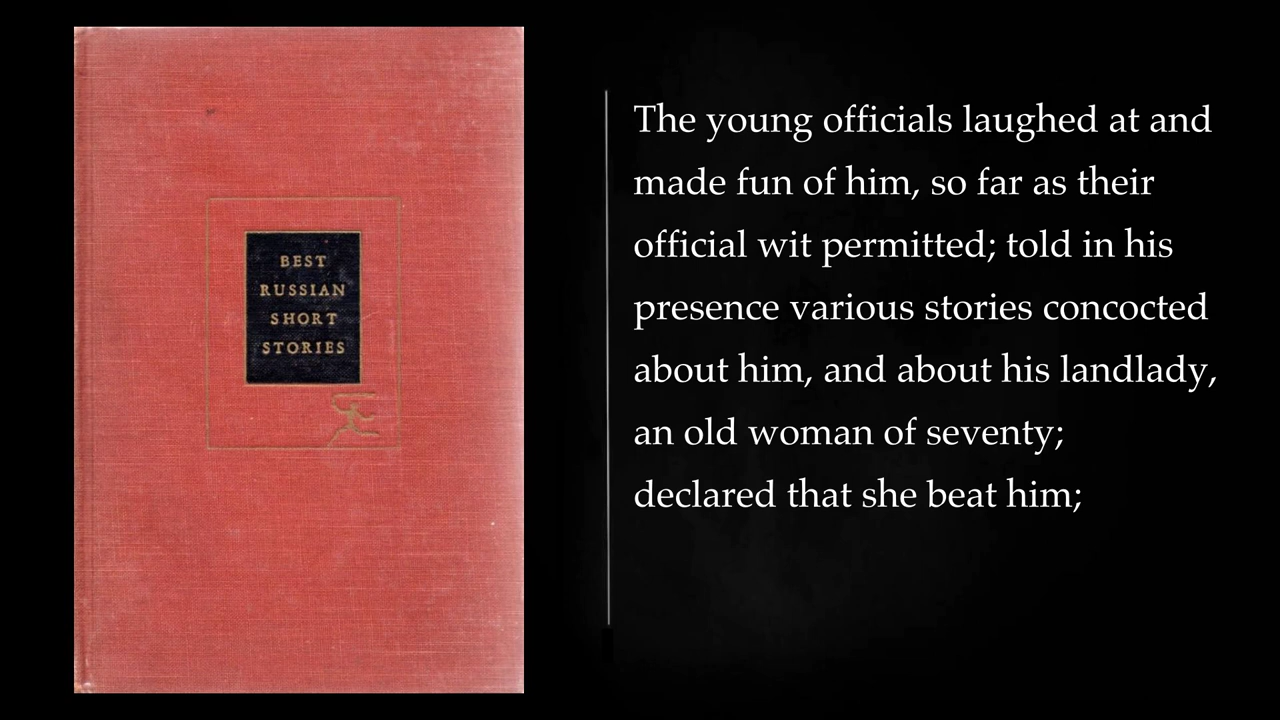 BEST
RUSSIAN
SHORT
STORIES
The young officials laughed at and
made fun of him, so far as their
official wit permitted; told in his
presence various stories concocted
about him, and about his landlady,
an old woman of seventy;
declared that she beat him;